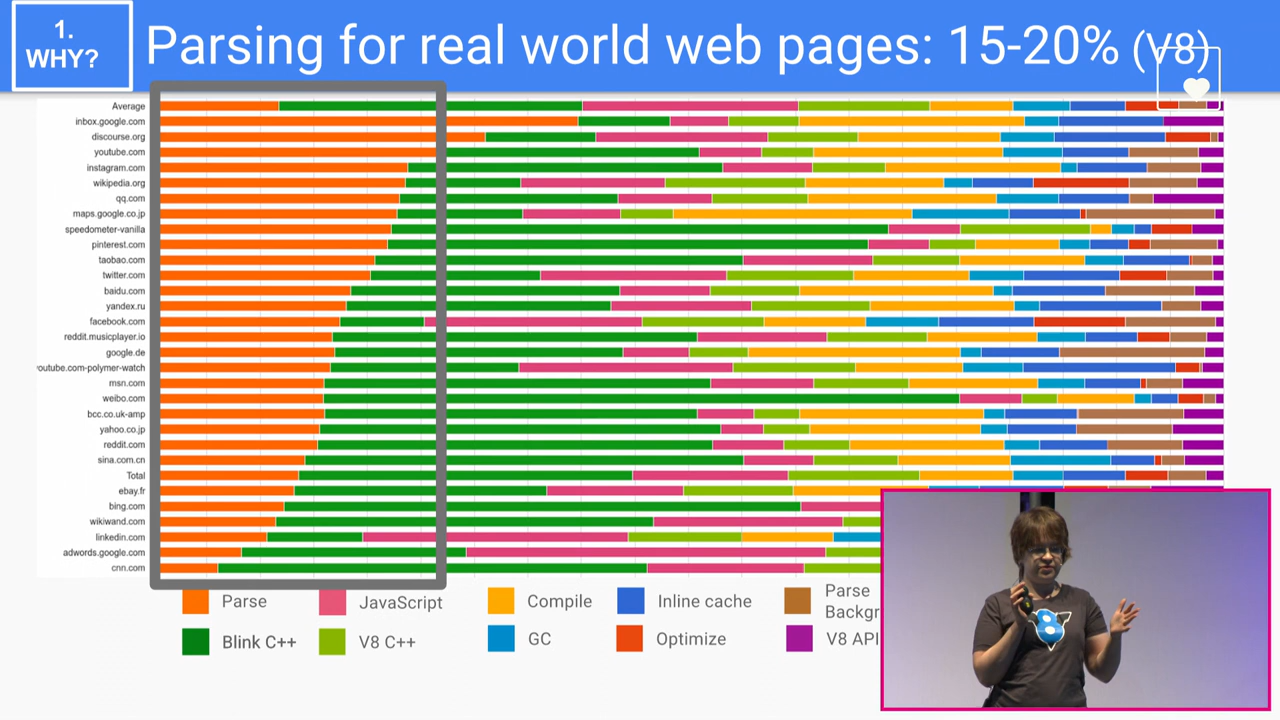 1.
WHY?
Parsing for real world web pages: 15-20% (V8)
Average
inbox.google.com
discourse.org
youtube.com
instagram.com
wikipedia.org
qq.com
maps.google.co.jp
speedometer-vanilla
pinterest.com
taobao.com
twitter.com
baidu.com
yandex.ru
facebook.com
reddit.musicplayer.io
google.de
outube.com-polymer-watch
msn.com
weibo.com
bcc.co.uk-amp
yahoo.co.jp
reddit.com
sina.com.cn
Total
ebay.fr
bing.com
wikiwand.com
linkedin.com
adwords.google.com
cnn.com
Parse
JavaScript
Compile
Inline cache
Parse
Backgr
Blink C++
V8 C++
GC
Optimize
V8 API
8